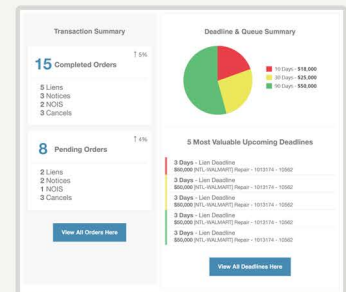 Transaction Summary
↑ 5%
15 Completed Orders
5 Liens
3 Notices
2 NOIS
3 Cancels
↑ 4%
8 Pending Orders
2 Liens
2 Notices
1 NOIS
3 Cancels
View All Orders Here
Deadline & Queue Summary
10 Days - $18,000
30 Days - $25,000
90 Days - $50,000
5 Most Valuable Upcoming Deadlines
3 Days - Lien Deadline
$60,000 [NTL-WALMART] Repair - 1013174 - 10562
3 Days - Lien Deadline
$60,000 [NTL-WALMART] Repair - 1013174 - 10562
3 Days - Lien Deadline
$60,000 [NTL-WALMART] Repair - 1013174 - 10562
3 Days - Lien Deadline
$60,000 [NTL-WALMART] Repair - 1013174 - 10562
3 Days - Lien Deadline
$60,000 [NTL-WALMART] Repair - 1013174 - 10562
View All Deadlines Here